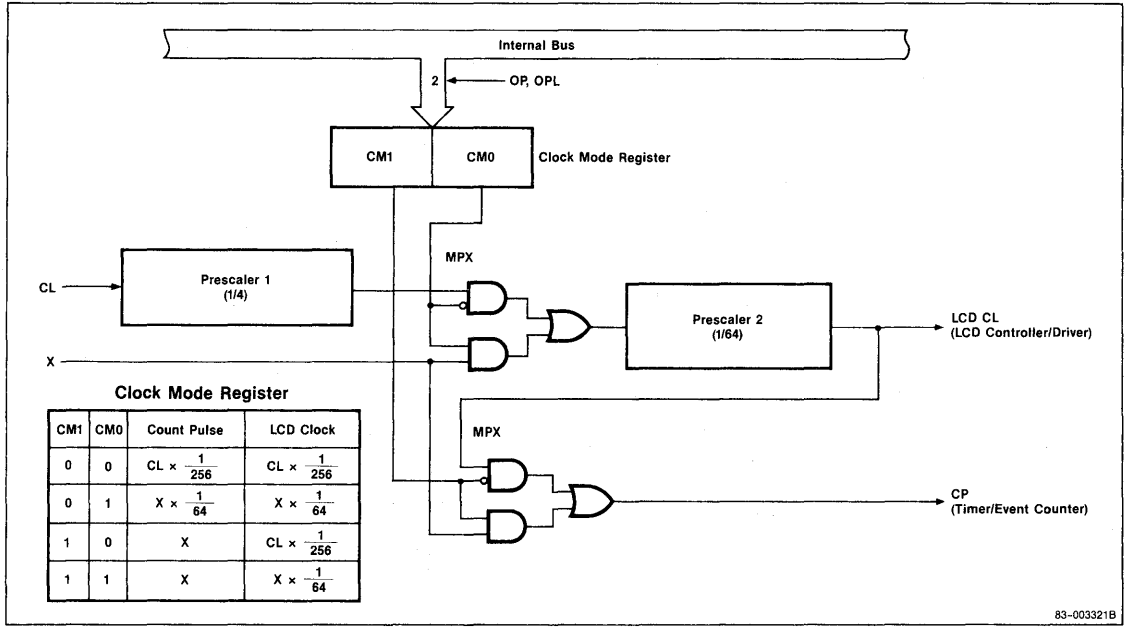 Internal Bus
2
OP, OPL
CM1
CM0
Clock Mode Register
MPX
CL
Prescaler 1
(1/4)
Prescaler 2
(1/64)
LCD CL
(LCD Controller/Driver)
X
MPX
CP
(Timer/Event Counter)
Clock Mode Register
CM1 CM0 Count Pulse LCD Clock
0 0 CL × 1/256 CL × 1/256
0 1 X × 1/64 X × 1/64
1 0 X CL × 1/256
1 1 X X × 1/64
83-003321B